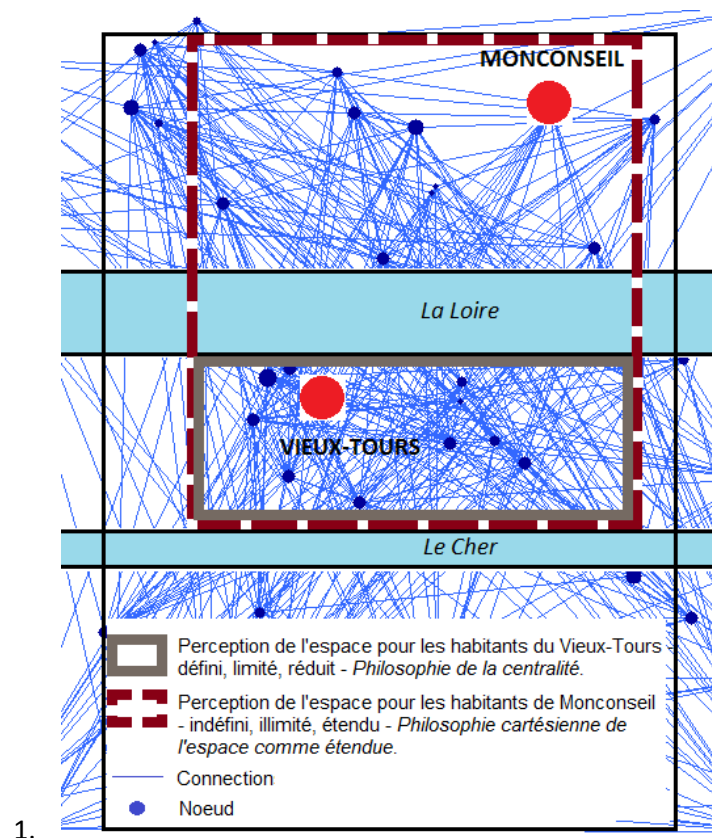 MONCONSEIL
La Loire
VIEUX-TOURS
Le Cher
Perception de l'espace pour les habitants du Vieux-Tours -
défini, limité, réduit - Philosophie de la centralité.
Perception de l'espace pour les habitants de Monconseil
- indéfini, illimité, étendu - Philosophie cartésienne de
l'espace comme étendue.
Connection
Noeud
1.